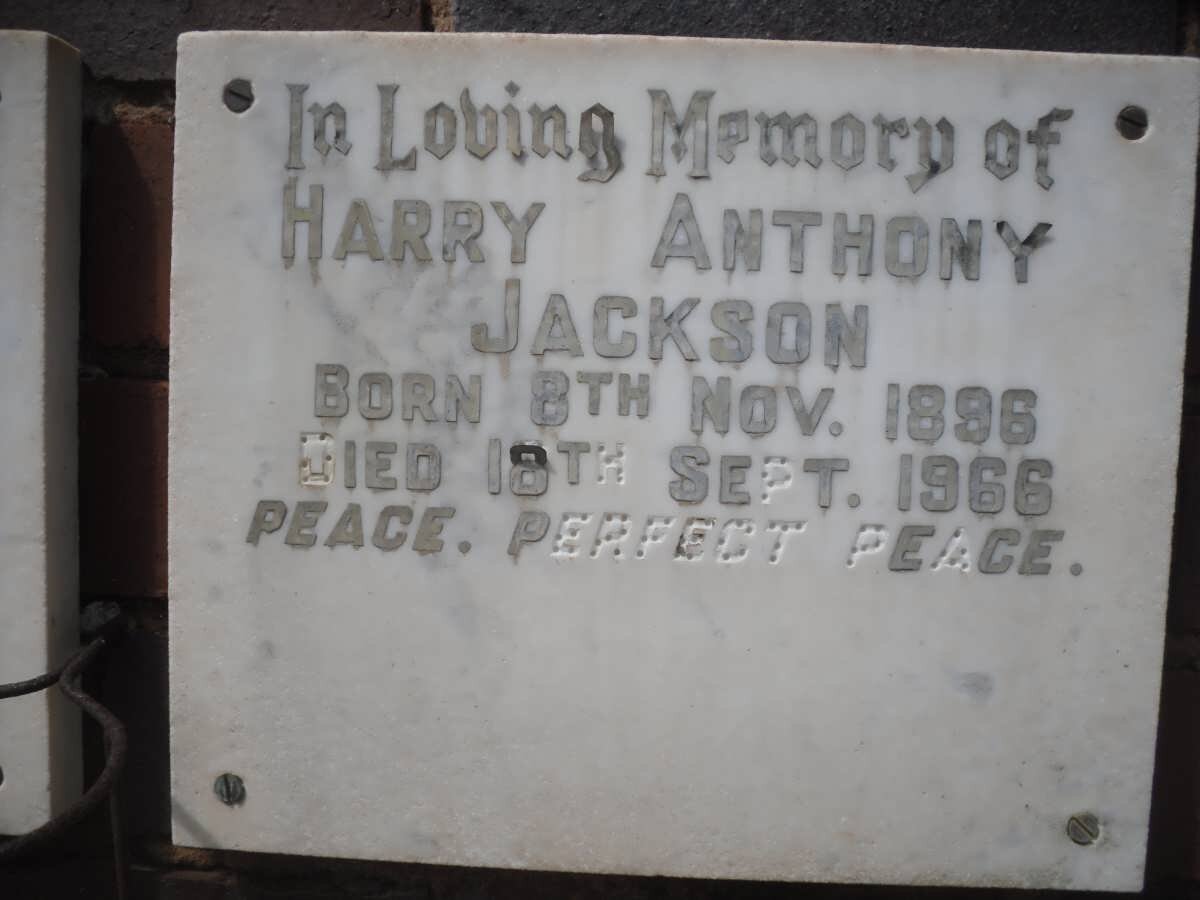 In Loving Memory of
HARRY ANTHONY
JACKSON
BORN 8TH NOV. 1896
DIED 18TH SEPT. 1966
PEACE. PERFECT PEACE.